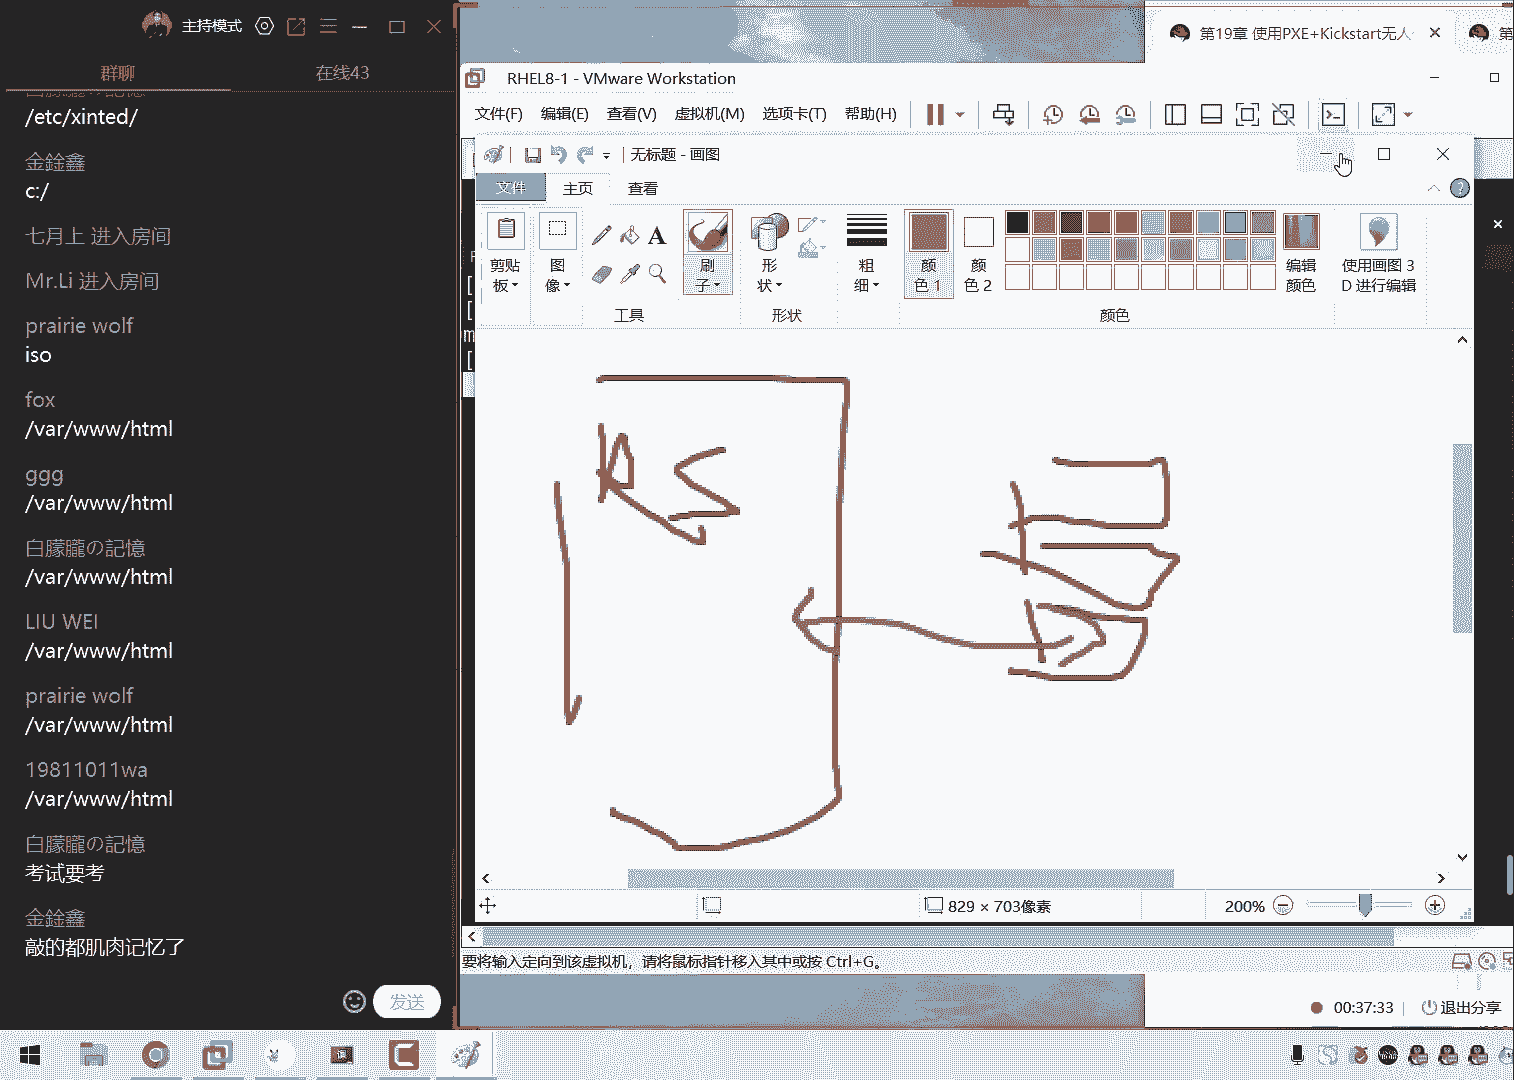 主持模式
群聊
在线43
/etc/xinted/
金鍂鑫
c:/
七月上 进入房间
Mr.Li 进入房间
prairie wolf
iso
fox
/var/www/html
ggg
/var/www/html
白朦朧の記憶
/var/www/html
LIU WEI
/var/www/html
prairie wolf
/var/www/html
19811011wa
/var/www/html
白朦朧の記憶
考试要考
金鍂鑫
敲的都肌肉记忆了
发送
第19章 使用PXE+Kickstart无人
第
RHEL8-1 - VMware Workstation
文件(F) 编辑(E) 查看(V) 虚拟机(M) 选项卡(T) 帮助(H)
无标题 - 画图
文件 主页 查看
剪贴板
图像
A
刷子
形状
粗细
颜色 1
颜色 2
编辑颜色
使用画图 3D 进行编辑
工具
形状
颜色
RS
829 × 703像素
200%
要将输入定向到该虚拟机，请将鼠标指针移入其中或按 Ctrl+G。
00:37:33
退出分享